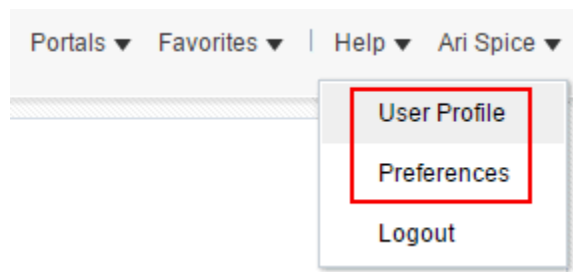 Portals ▼ Favorites ▼ | Help ▼ Ari Spice ▼
User Profile
Preferences
Logout